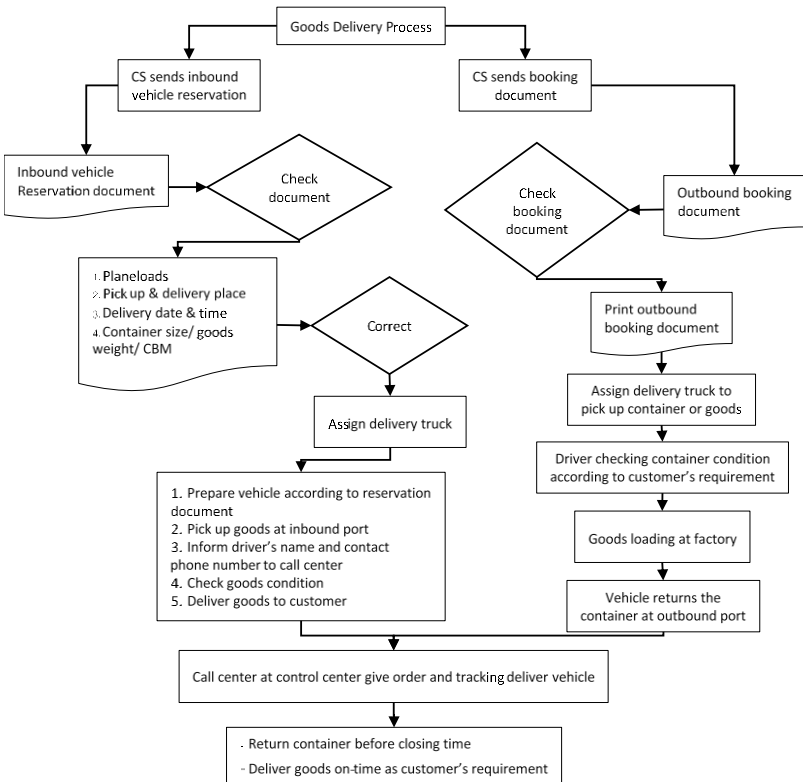 Goods Delivery Process
CS sends inbound
vehicle reservation
CS sends booking
document
Inbound vehicle
Reservation document
Check
document
Check
booking
document
Outbound booking
document
1. Planeloads
2. Pick up & delivery place
3. Delivery date & time
4. Container size/ goods
weight/ CBM
Correct
Print outbound
booking document
Assign delivery truck
Assign delivery truck to
pick up container or goods
Driver checking container condition
according to customer's requirement
1. Prepare vehicle according to reservation
document
2. Pick up goods at inbound port
3. Inform driver's name and contact
phone number to call center
4. Check goods condition
5. Deliver goods to customer
Goods loading at factory
Vehicle returns the
container at outbound port
Call center at control center give order and tracking deliver vehicle
. Return container before closing time
- Deliver goods on-time as customer's requirement